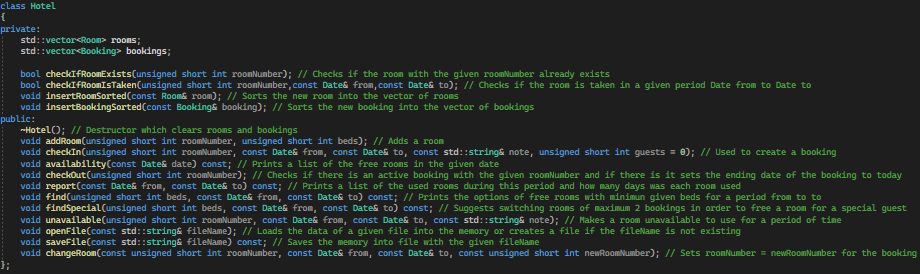 class Hotel
{
private:
std::vector<Room> rooms;
std::vector<Booking> bookings;
bool checkIfRoomExists(unsigned short int roomNumber); // Checks if the room with the given roomNumber already exists
bool checkIfRoomIsTaken(unsigned short int roomNumber,const Date& from,const Date& to); // Checks if the room is taken in a given period Date from to Date to
void insertRoomSorted(const Room& room); // Sorts the new room into the vector of rooms
void insertBookingSorted(const Booking& booking); // Sorts the new booking into the vector of bookings
public:
~Hotel(); // Destructor which clears rooms and bookings
void addRoom(unsigned short int roomNumber, unsigned short int beds); // Adds a room
void checkIn(unsigned short int roomNumber, const Date& from, const Date& to, const std::string& note, unsigned short int guests = 0); // Used to create a booking
void availability(const Date& date) const; // Prints a list of the free rooms in the given date
void checkOut(unsigned short int roomNumber); // Checks if there is an active booking with the given roomNumber and if there is it sets the ending date of the booking to today
void report(const Date& from, const Date& to) const; // Prints a list of the used rooms during this period and how many days was each room used
void find(unsigned short int beds, const Date& from, const Date& to) const; // Prints the options of free rooms with minimun given beds for a period from to to
void findSpecial(unsigned short int beds, const Date& from, const Date& to) const; // Suggests switching rooms of maximum 2 bookings in order to free a room for a special guest
void unavailable(unsigned short int roomNumber, const Date& from, const Date& to, const std::string& note); // Makes a room unavailable to use for a period of time
void openFile(const std::string& fileName); // Loads the data of a given file into the memory or creates a file if the fileName is not existing
void saveFile(const std::string& fileName) const; // Saves the memory into file with the given fileName
void changeRoom(const unsigned short int roomNumber, const Date& from, const Date& to, const unsigned short int newRoomNumber); // Sets roomNumber = newRoomNumber for the booking
};